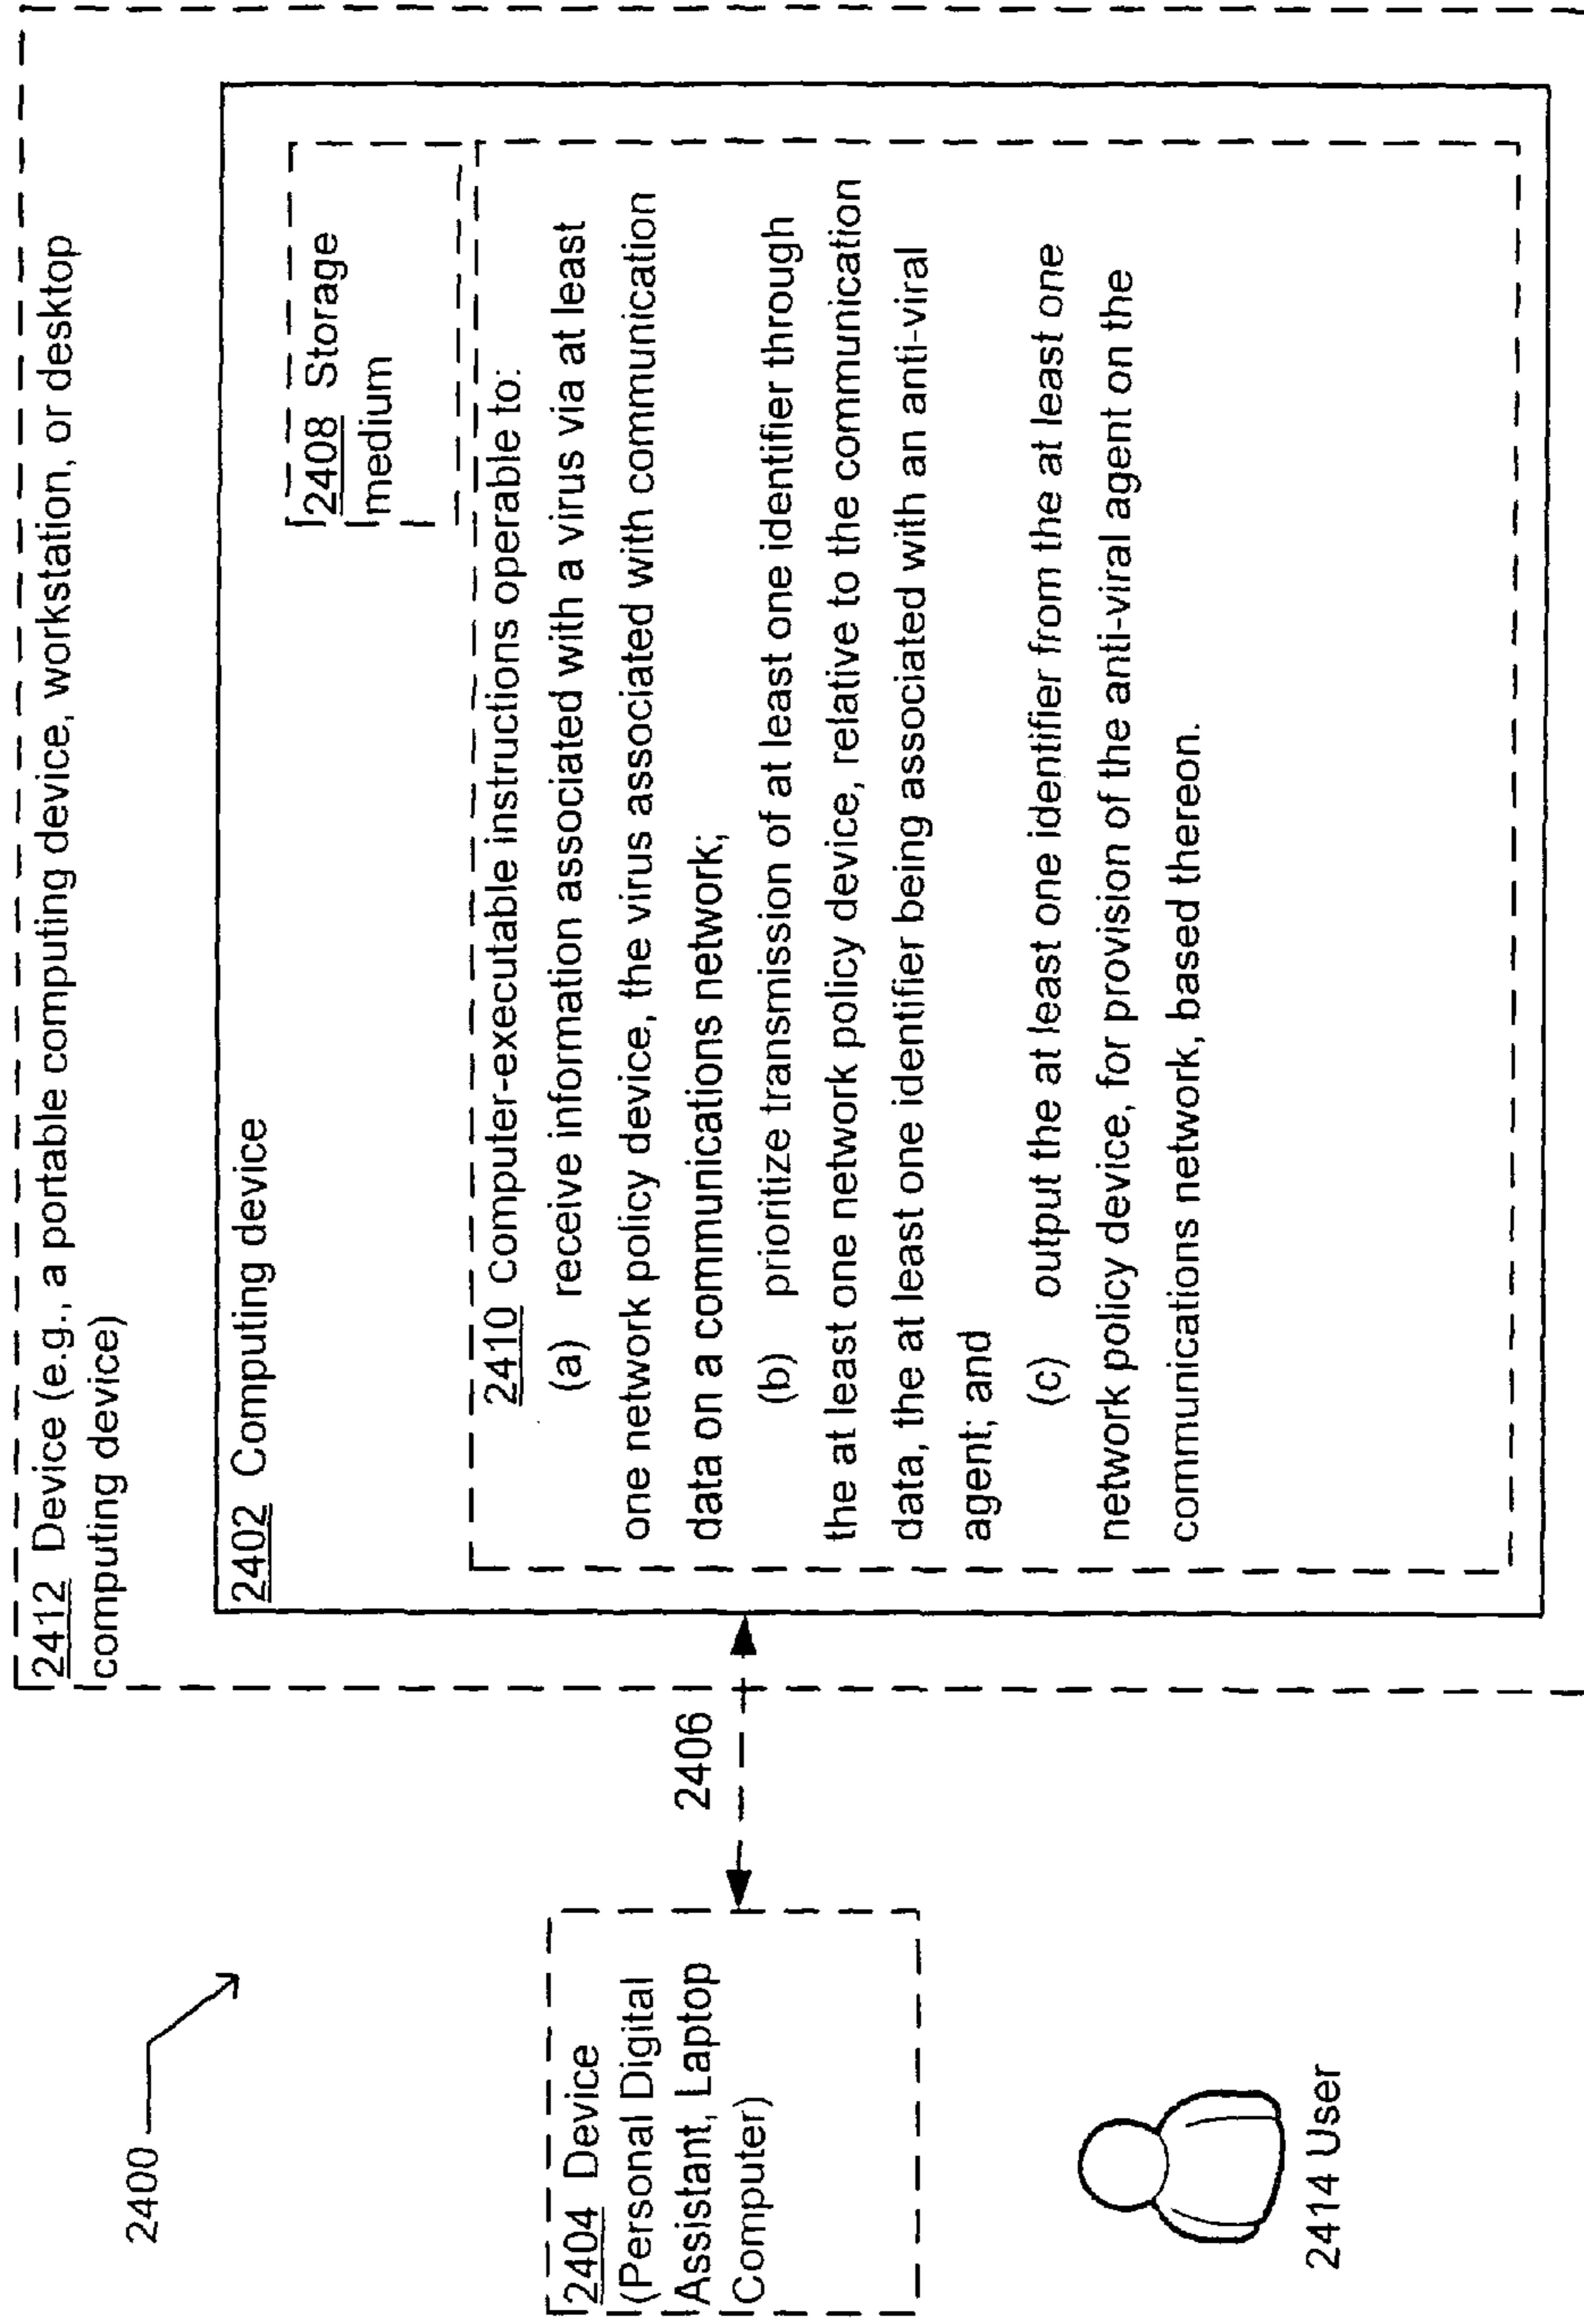 2400
2412 Device (e.g., a portable computing device, workstation, or desktop
computing device)
2402 Computing device
2408 Storage
medium
2410 computer-executable instructions operable to:
(a) receive information associated with a virus via at least
one network policy device, the virus associated with communication
data on a communications network;
(b) prioritize transmission of at least one identifier through
the at least one network policy device, relative to the communication
data, the at least one identifier being associated with an anti-viral
agent; and
(c) output the at least one identifier from the at least one
network policy device, for provision of the anti-viral agent on the
communications network, based thereon.
2406
2404 Device
(Personal Digital
Assistant, Laptop
Computer)
2414 User